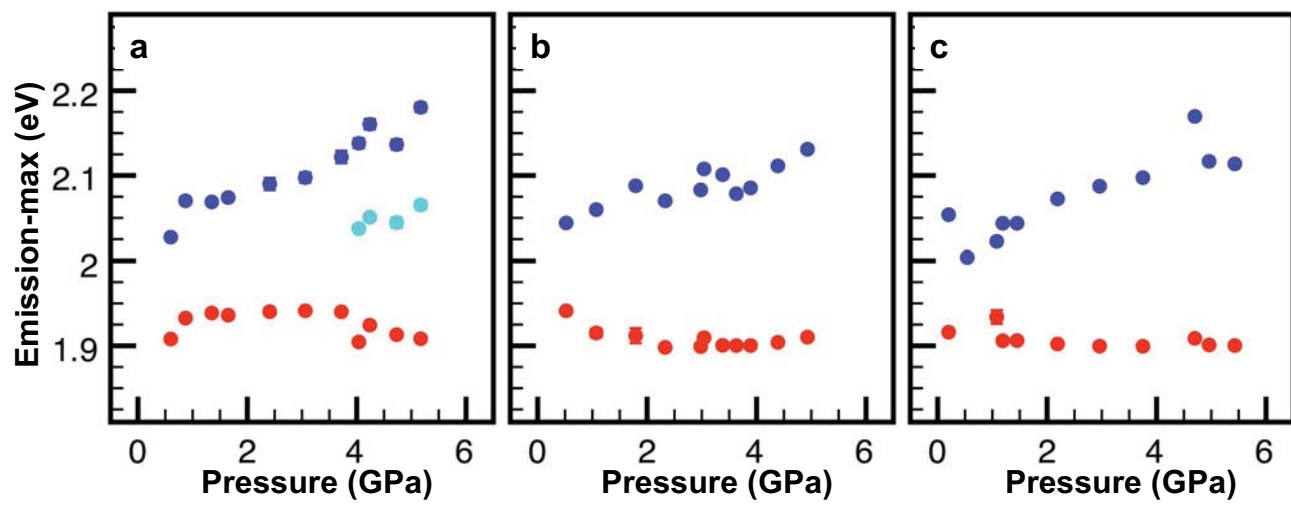 a
b
c
Emission-max (eV)
2.2
2.1
2
1.9
0 2 4 6
0 2 4 6
0 2 4 6
Pressure (GPa)
Pressure (GPa)
Pressure (GPa)